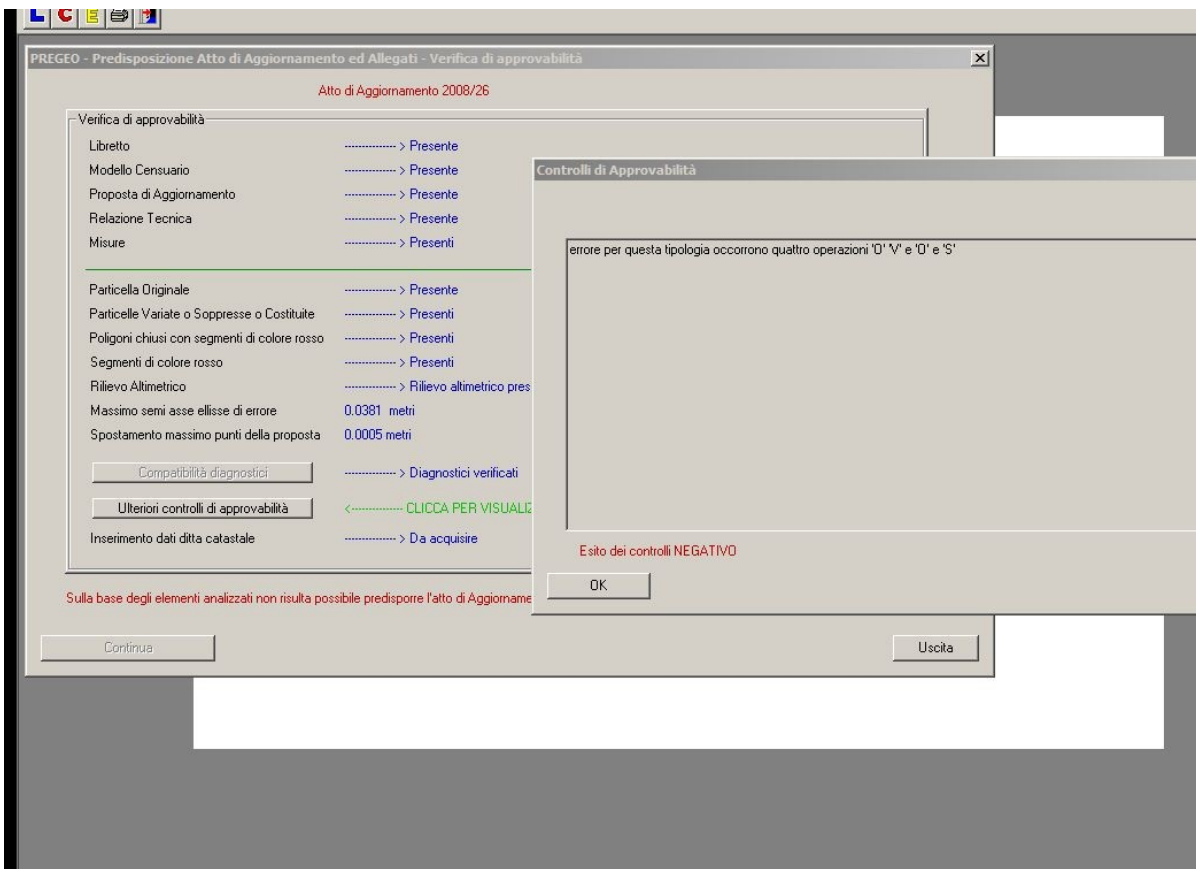 L C E
PREGEO - Predisposizione Atto di Aggiornamento ed Allegati - Verifica di approvabilità
Atto di Aggiornamento 2008/26
Verifica di approvabilità
Libretto -------------- > Presente
Modello Censuario -------------- > Presente
Proposta di Aggiornamento -------------- > Presente
Relazione Tecnica -------------- > Presente
Misure -------------- > Presenti
Particella Originale -------------- > Presente
Particelle Variate o Soppresse o Costituite -------------- > Presenti
Poligoni chiusi con segmenti di colore rosso -------------- > Presenti
Segmenti di colore rosso -------------- > Presenti
Rilievo Altimetrico -------------- > Rilievo altimetrico pres
Massimo semi asse ellisse di errore 0.0381 metri
Spostamento massimo punti della proposta 0.0005 metri
Compatibilità diagnostici -------------- > Diagnostici verificati
Ulteriori controlli di approvabilità <-------------- CLICCA PER VISUALIZ
Inserimento dati ditta catastale -------------- > Da acquisire
Sulla base degli elementi analizzati non risulta possibile predisporre l'atto di Aggiorname
Continua
Uscita
Controlli di Approvabilità
errore per questa tipologia occorrono quattro operazioni 'O' 'V' e 'O' e 'S'
Esito dei controlli NEGATIVO
OK